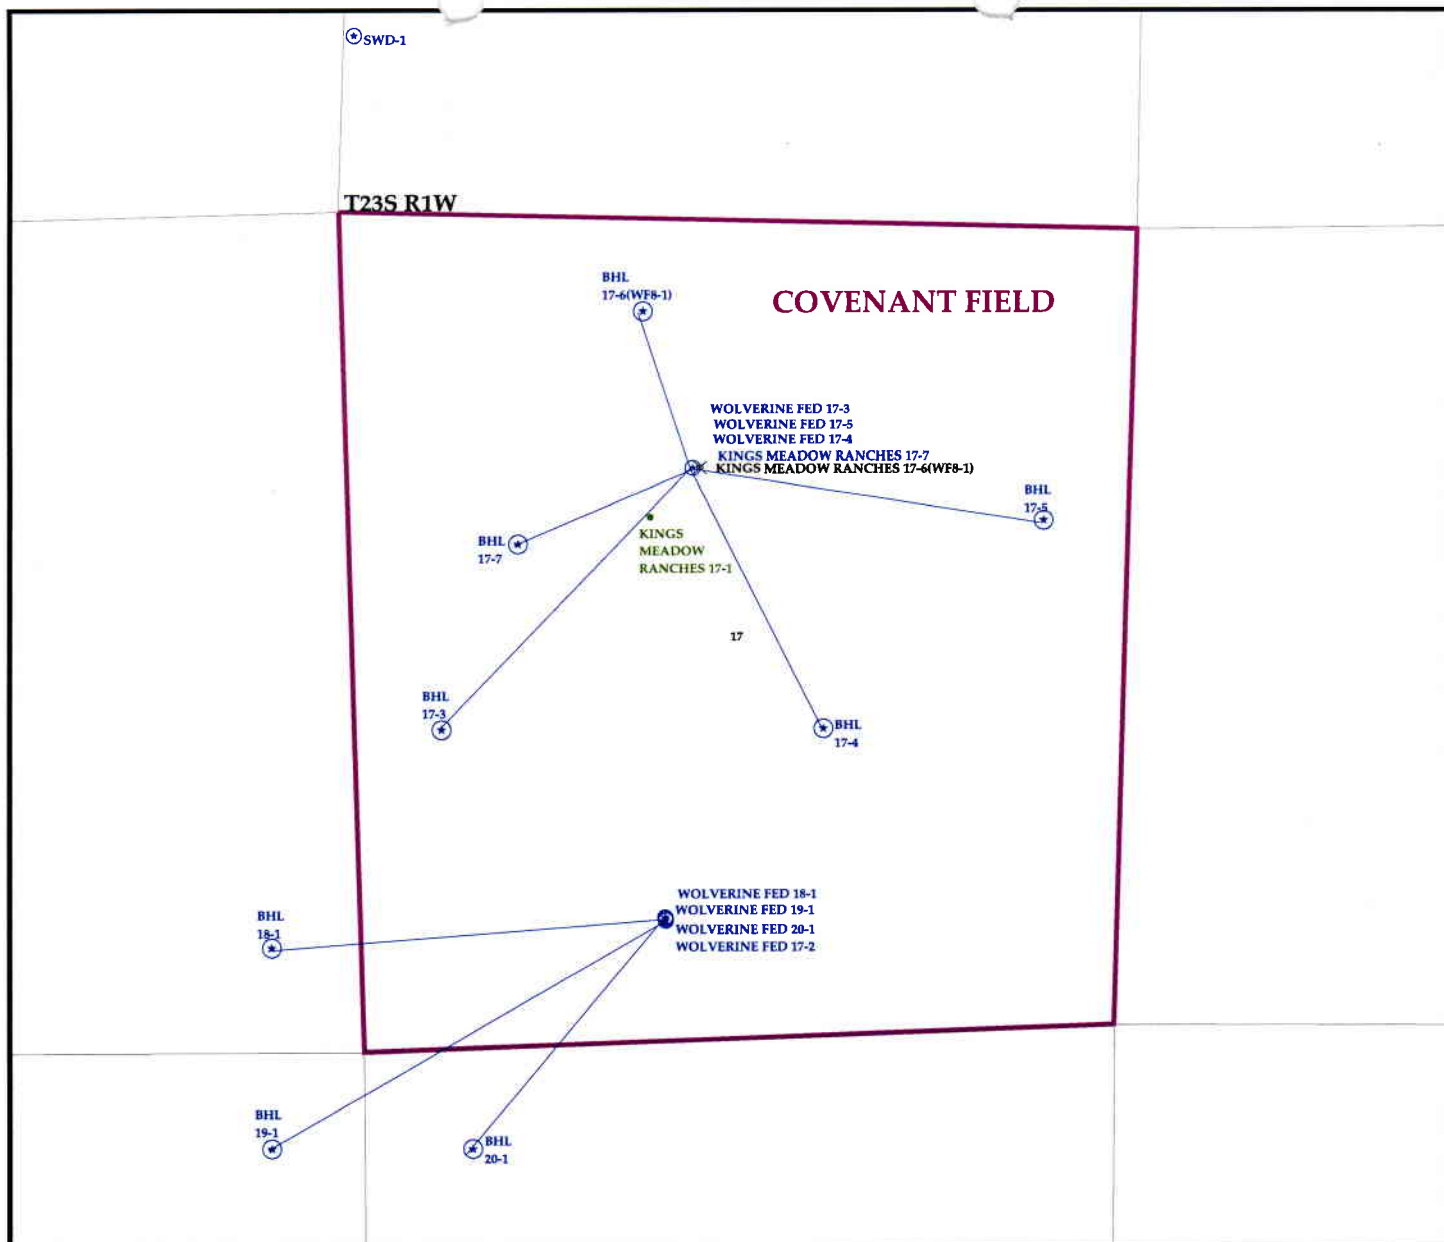 SWD-1
T23S R1W
BHL
17-6(WF8-1)
COVENANT FIELD
WOLVERINE FED 17-3
WOLVERINE FED 17-5
WOLVERINE FED 17-4
KINGS MEADOW RANCHES 17-7
KINGS MEADOW RANCHES 17-6(WF8-1)
BHL
17-5
BHL
17-7
KINGS
MEADOW
RANCHES 17-1
17
BHL
17-3
BHL
17-4
WOLVERINE FED 18-1
WOLVERINE FED 19-1
WOLVERINE FED 20-1
WOLVERINE FED 17-2
BHL
18-1
BHL
19-1
BHL
20-1